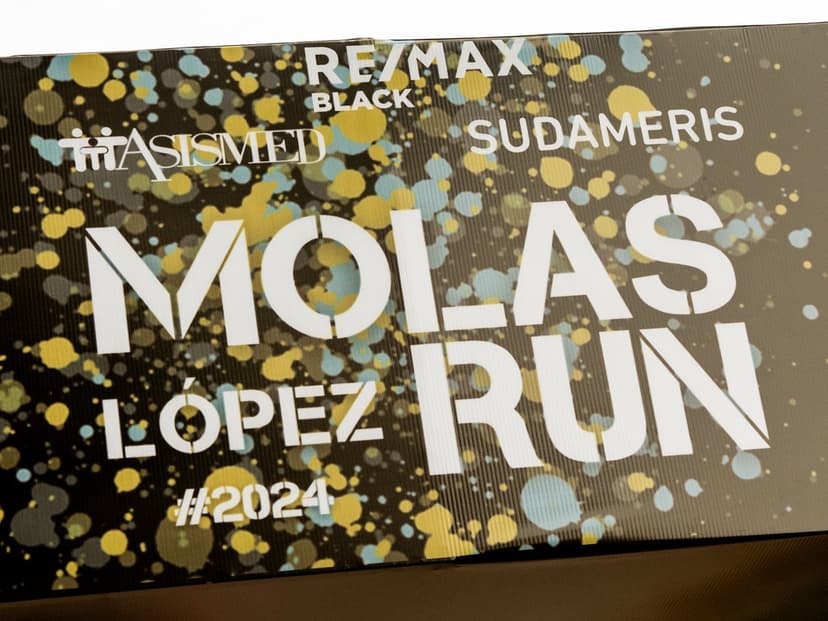 RE/MAX
BLACK
ASISMED
SUDAMERIS
MOLAS
LÓPEZ
RUN
#2024